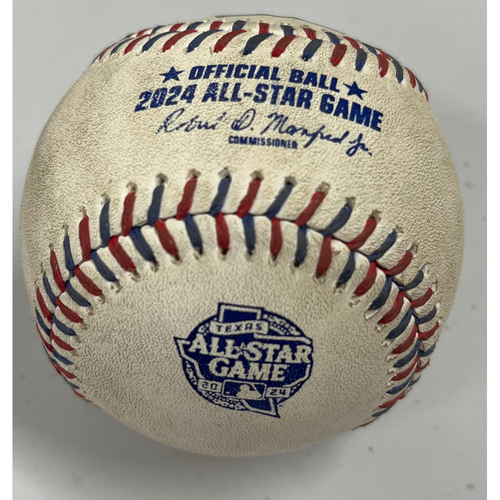 ★ OFFICIAL BALL ★
2024 ALL-STAR GAME
Robert D. Manfred Jr.
COMMISSIONER
TEXAS
ALL★STAR
GAME
20 24